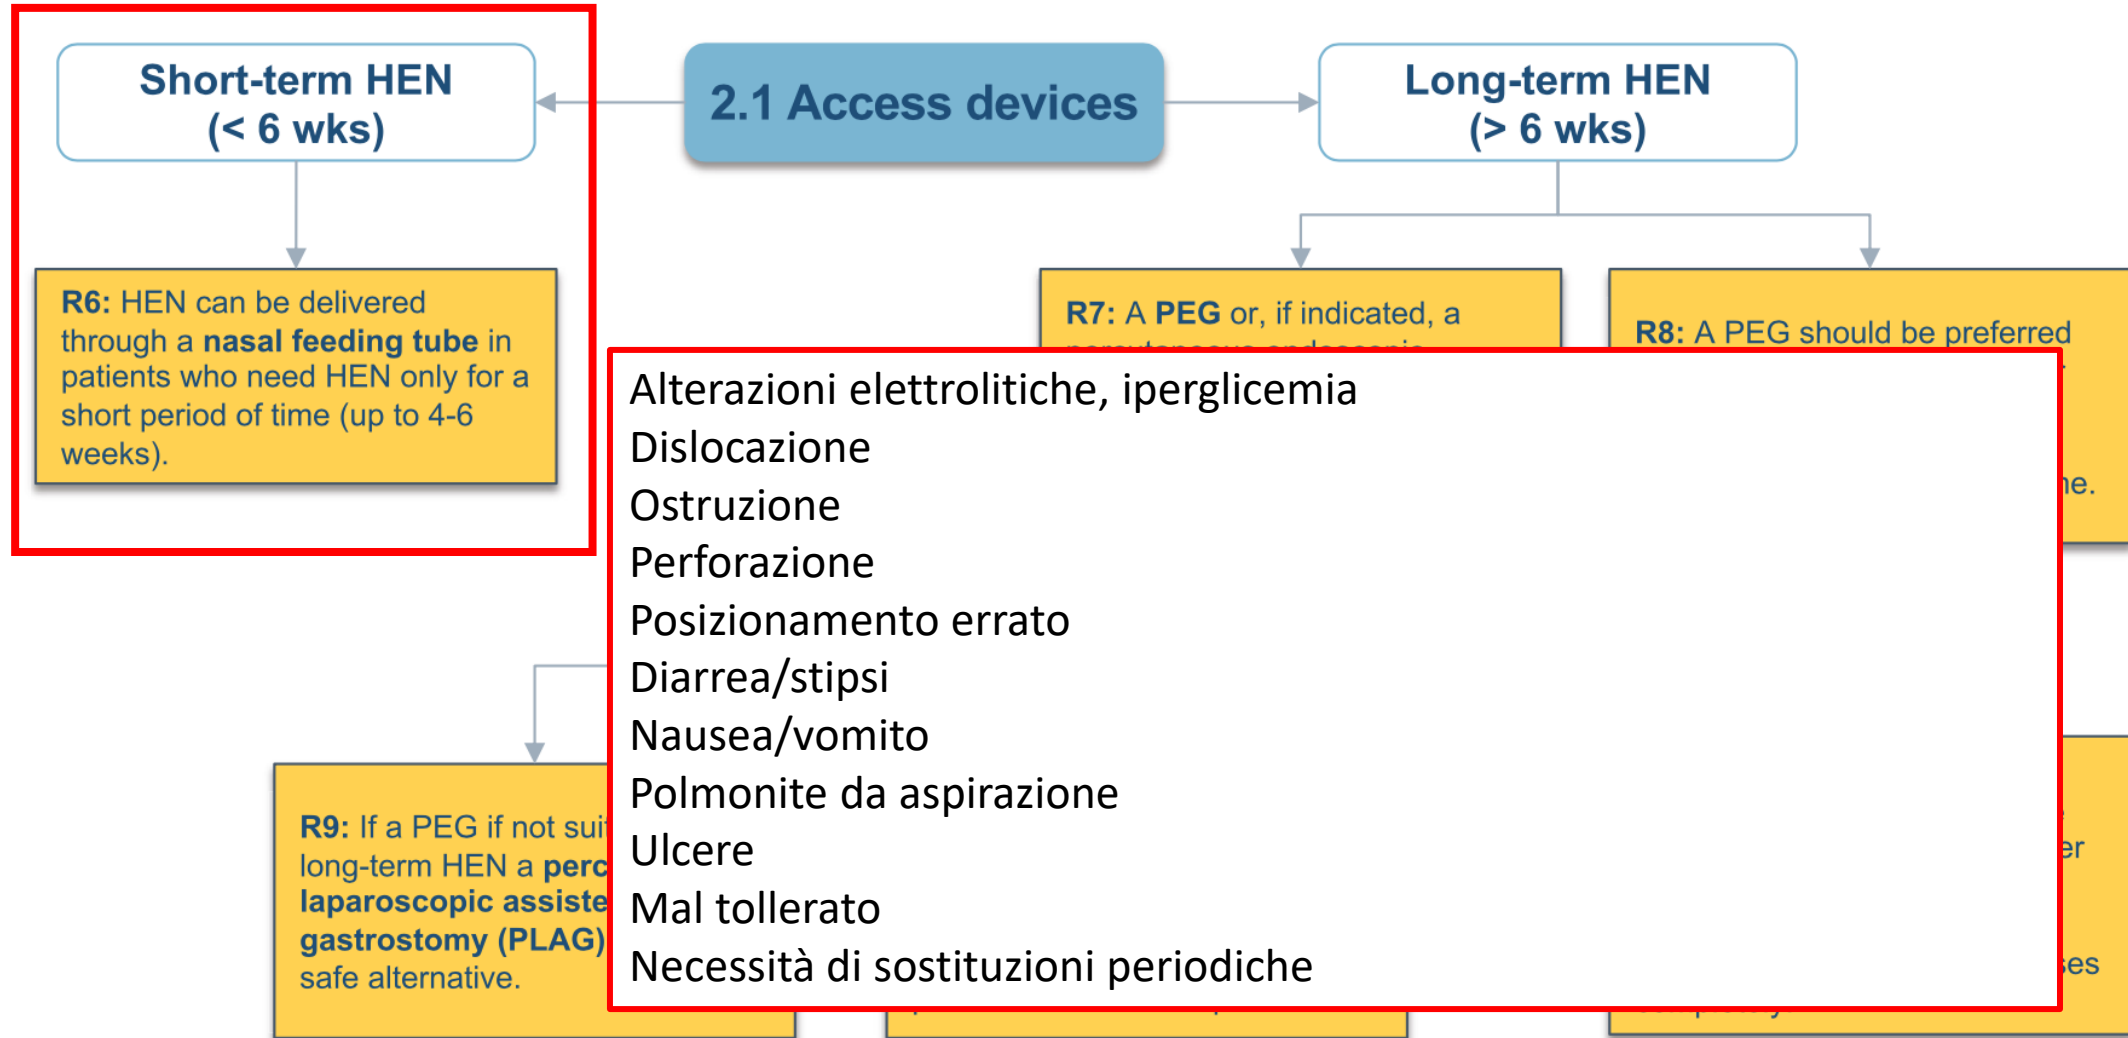 Short-term HEN
(< 6 wks)
2.1 Access devices
Long-term HEN
(> 6 wks)
R6: HEN can be delivered
through a nasal feeding tube in
patients who need HEN only for a
short period of time (up to 4-6
weeks).
R7: A PEG or, if indicated, a
R8: A PEG should be preferred
Alterazioni elettrolitiche, iperglicemia
Dislocazione
Ostruzione
Perforazione
Posizionamento errato
Diarrea/stipsi
Nausea/vomito
Polmonite da aspirazione
Ulcere
Mal tollerato
Necessità di sostituzioni periodiche
R9: If a PEG if not suit
long-term HEN a perc
laparoscopic assiste
gastrostomy (PLAG)
safe alternative.